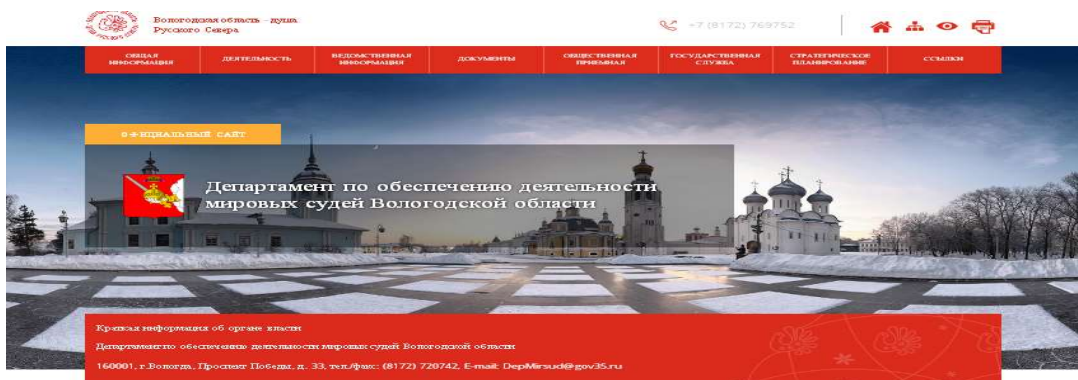 Вологодская область - душа
Русского Севера
+7 (8172) 769752
ОБЩАЯ
ИНФОРМАЦИЯ
ДЕЯТЕЛЬНОСТЬ
ВЕДОМСТВЕННАЯ
ИНФОРМАЦИЯ
ДОКУМЕНТЫ
ОБЩЕСТВЕННАЯ
ПРИЕМНАЯ
ГОСУДАРСТВЕННАЯ
СЛУЖБА
СТРАТЕГИЧЕСКОЕ
ПЛАНИРОВАНИЕ
ССЫЛКИ
ОФИЦИАЛЬНЫЙ САЙТ
Департамент по обеспечению деятельности
мировых судей Вологодской области
Краткая информация об органе власти
Департамент по обеспечению деятельности мировых судей Вологодской области
160001, г.Вологда, Проспект Победы, д. 33, тел./факс: (8172) 720742, E-mail: DepMirsud@gov35.ru